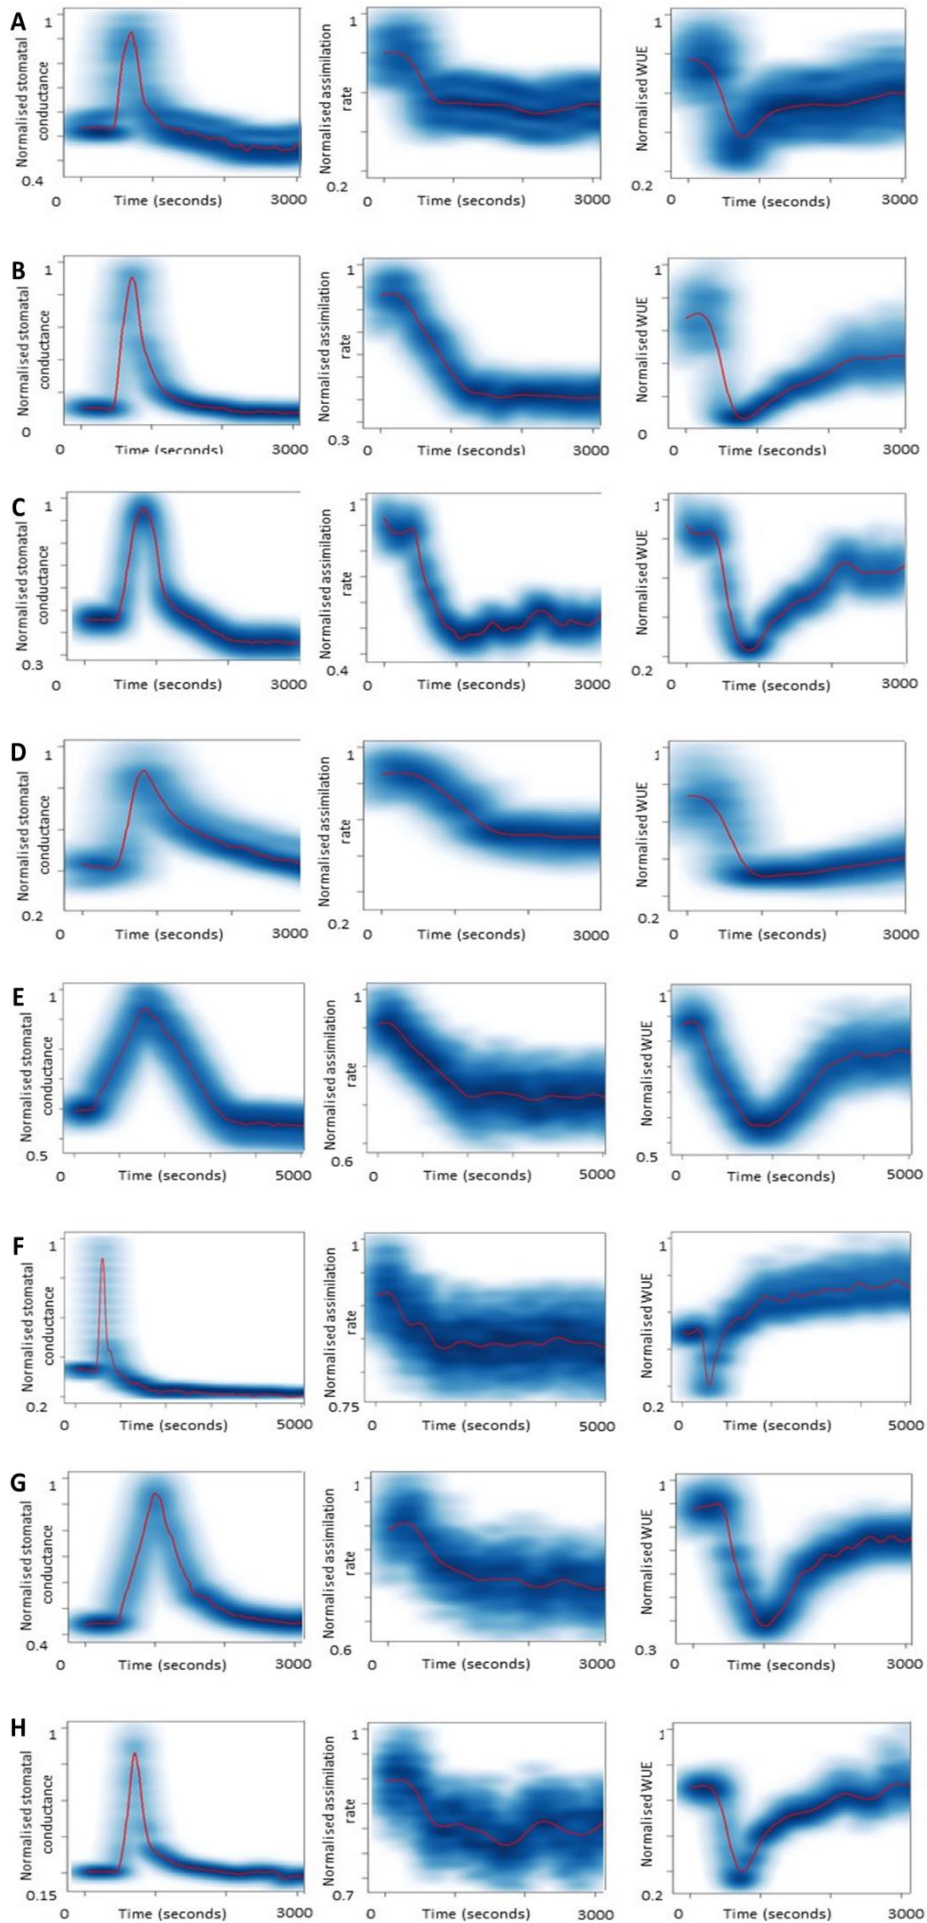 A
Normalised stomatal
conductance
1
0.4
0
Time (seconds)
3000
Normalised assimilation
rate
1
0.2
0
Time (seconds)
3000
Normalised WUE
1
0.2
0
Time (seconds)
3000
B
Normalised stomatal
conductance
1
0
0
Time (seconds)
3000
Normalised assimilation
rate
1
0.3
0
Time (seconds)
3000
Normalised WUE
1
0
0
Time (seconds)
3000
C
Normalised stomatal
conductance
1
0.3
0
Time (seconds)
3000
Normalised assimilation
rate
1
0.4
0
Time (seconds)
3000
Normalised WUE
1
0.2
0
Time (seconds)
3000
D
Normalised stomatal
conductance
1
0.2
0
Time (seconds)
3000
Normalised assimilation
rate
1
0.2
0
Time (seconds)
3000
Normalised WUE
1
0.2
0
Time (seconds)
3000
E
Normalised stomatal
conductance
1
0.5
0
Time (seconds)
5000
Normalised assimilation
rate
1
0.6
0
Time (seconds)
5000
Normalised WUE
1
0.5
0
Time (seconds)
5000
F
Normalised stomatal
conductance
1
0.2
0
Time (seconds)
5000
Normalised assimilation
rate
1
0.75
0
Time (seconds)
5000
Normalised WUE
1
0.2
0
Time (seconds)
5000
G
Normalised stomatal
conductance
1
0.4
0
Time (seconds)
3000
Normalised assimilation
rate
1
0.6
0
Time (seconds)
3000
Normalised WUE
1
0.3
0
Time (seconds)
3000
H
Normalised stomatal
conductance
1
0.15
0
Time (seconds)
3000
Normalised assimilation
rate
1
0.7
0
Time (seconds)
3000
Normalised WUE
1
0.2
0
Time (seconds)
3000